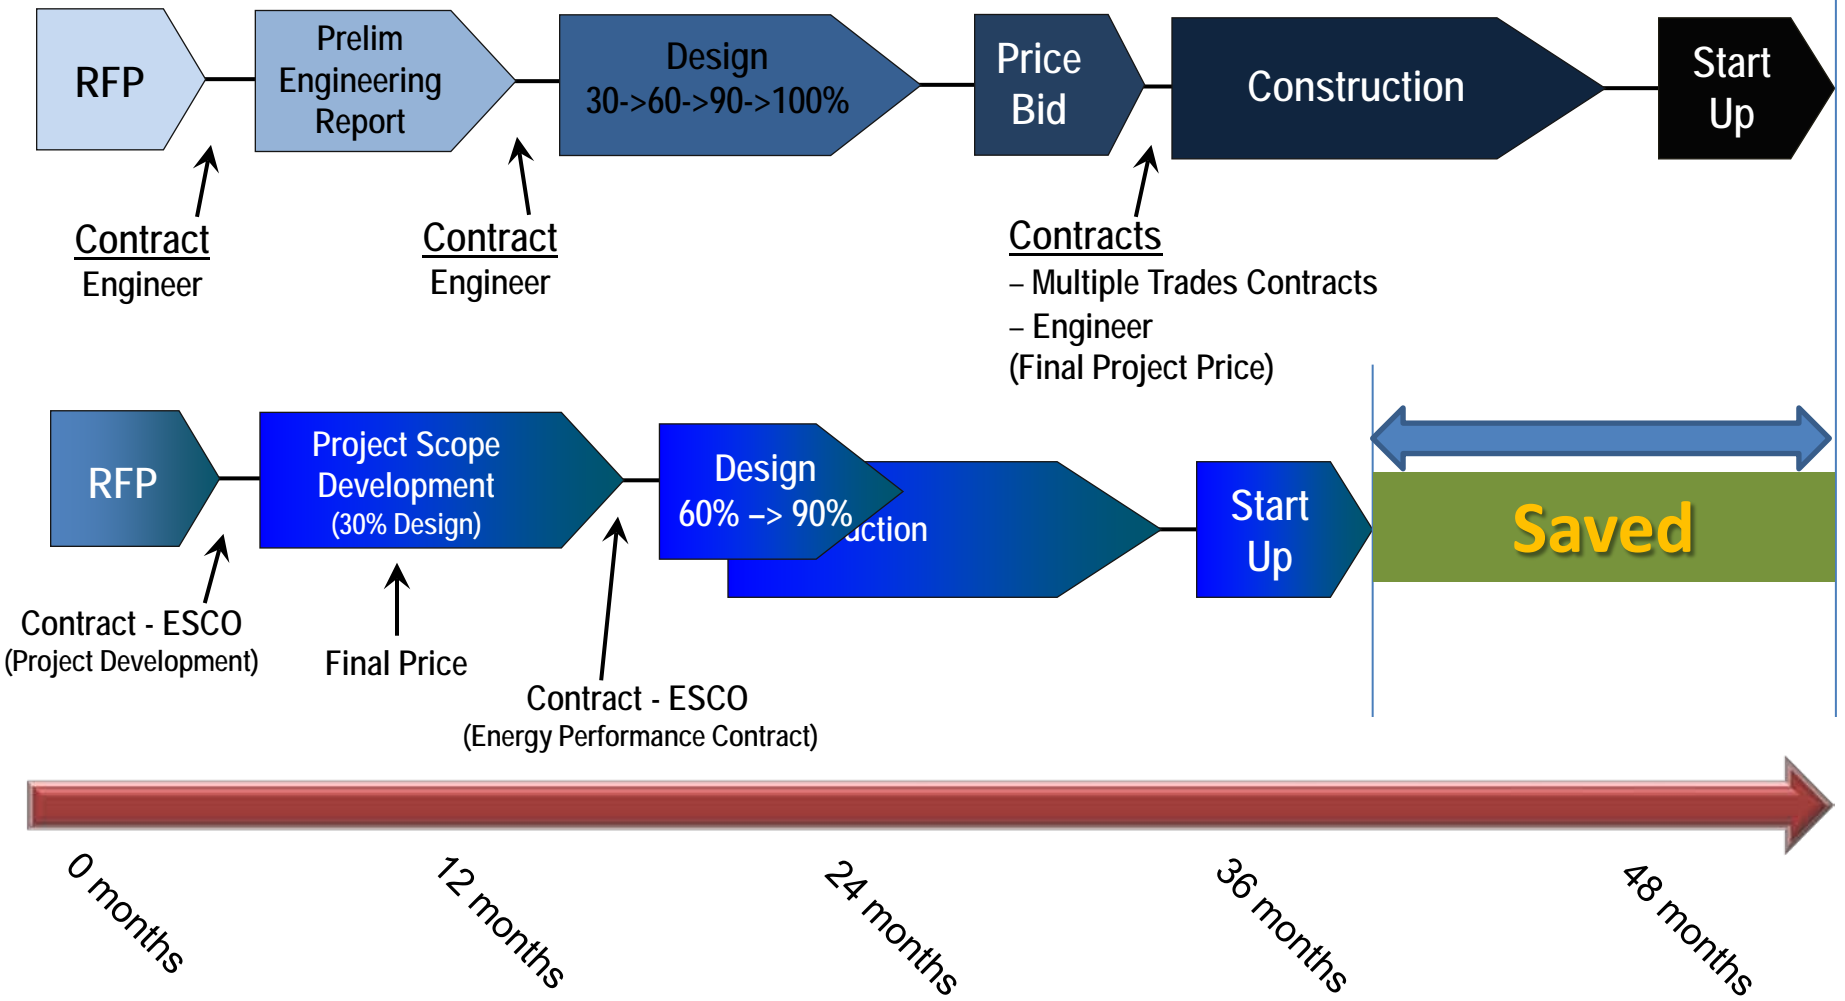 RFP
Prelim
Engineering
Report
Design
30->60->90->100%
Price
Bid
Construction
Start
Up
Contract
Engineer
Contract
Engineer
Contracts
– Multiple Trades Contracts
– Engineer
(Final Project Price)
RFP
Project Scope
Development
(30% Design)
Design
60% –> 90%
uction
Start
Up
Saved
Contract - ESCO
(Project Development)
Final Price
Contract - ESCO
(Energy Performance Contract)
0 months
12 months
24 months
36 months
48 months